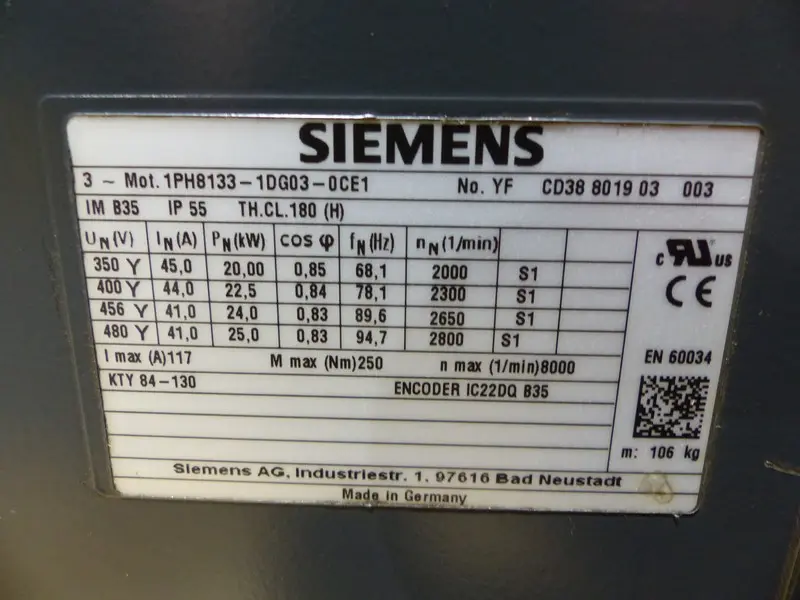 SIEMENS
3 ~ Mot. 1PH8133-1DG03-0CE1 No. YF CD38 8019 03 003
IM B35 IP 55 TH.CL.180 (H)
UN(V) IN(A) PN(kW) cos φ fN(Hz) nN(1/min)
350 Y 45,0 20,00 0,85 68,1 2000 S1
400 Y 44,0 22,5 0,84 78,1 2300 S1
456 Y 41,0 24,0 0,83 89,6 2650 S1
480 Y 41,0 25,0 0,83 94,7 2800 S1
c RU us
CE
I max (A)117 M max (Nm)250 n max (1/min)8000
EN 60034
KTY 84-130 ENCODER IC22DQ B35
m: 106 kg
Siemens AG, Industriestr. 1, 97616 Bad Neustadt
Made in Germany